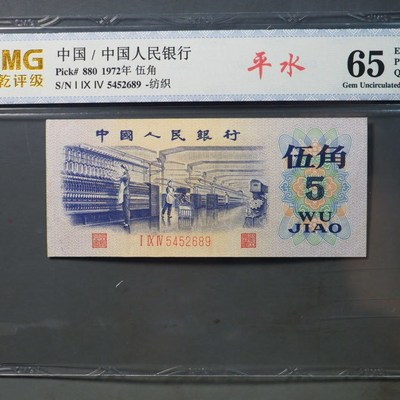 MG
乾评级
中国 / 中国人民银行
Pick# 880 1972年 伍角
S/N I IX IV 5452689 -纺织
平水
65
E
P
Q
Gem Uncirculated
中國人民銀行
伍角
5
WU
JIAO
I IX IV 5452689